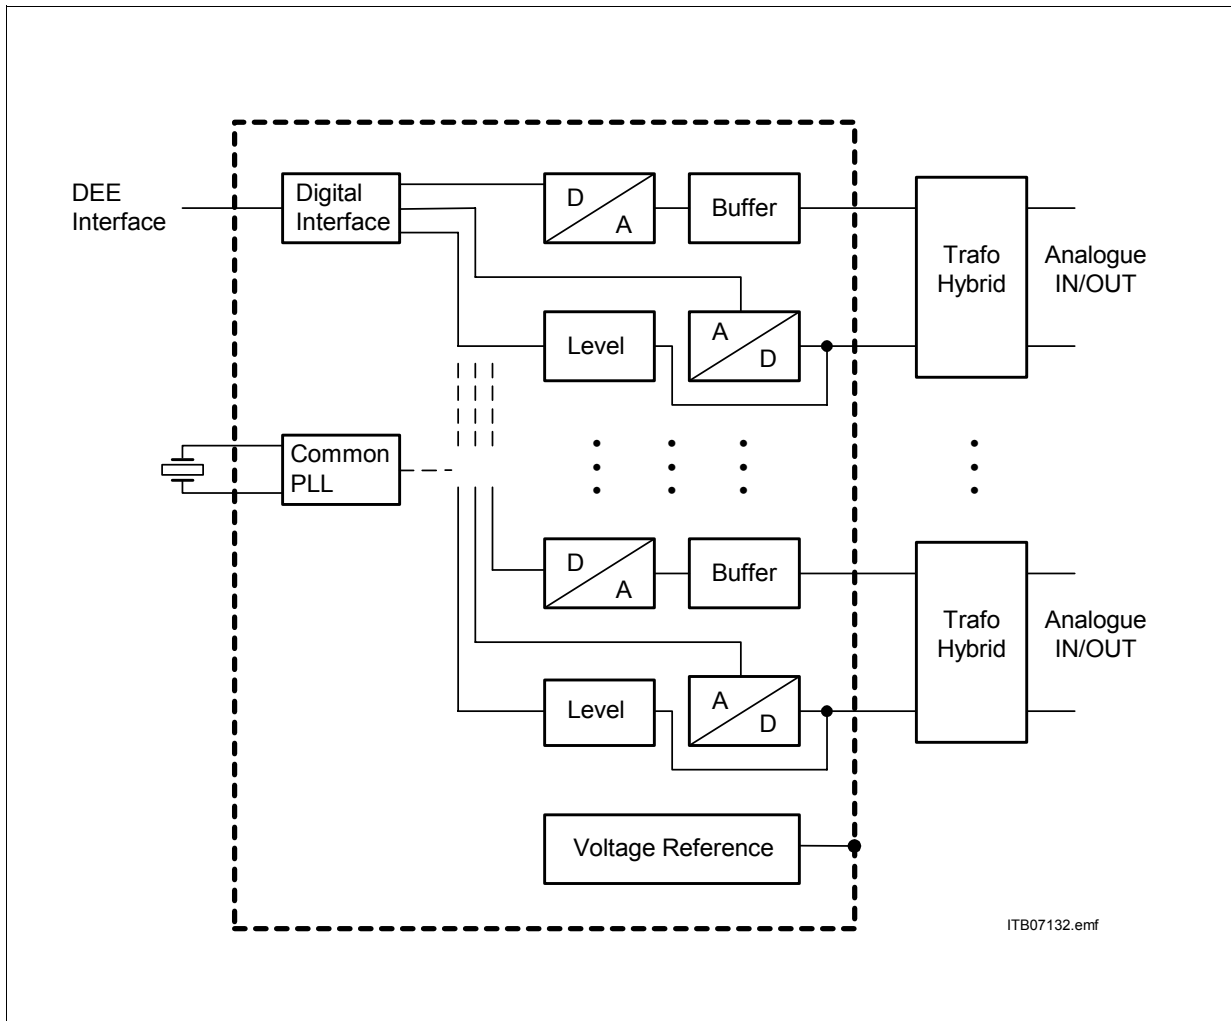 DEE
Interface
Digital
Interface
D
A
Buffer
Trafo
Hybrid
Analogue
IN/OUT
Level
A
D
Common
PLL
D
A
Buffer
Trafo
Hybrid
Analogue
IN/OUT
Level
A
D
Voltage Reference
ITB07132.emf